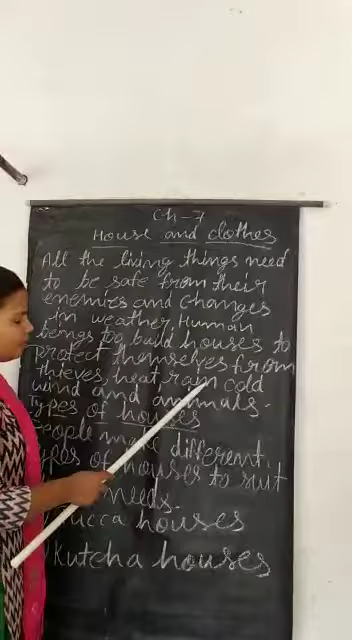 Ch-7
House and clothes
All the living things need
to be safe from their
enemies and changes
in weather, Human
beings too build houses to
protect themselves from
thieves, heat, rain cold
wind and animals.
Types of houses
People make different
types of houses to suit
needs.
Pucca houses
Kutcha houses